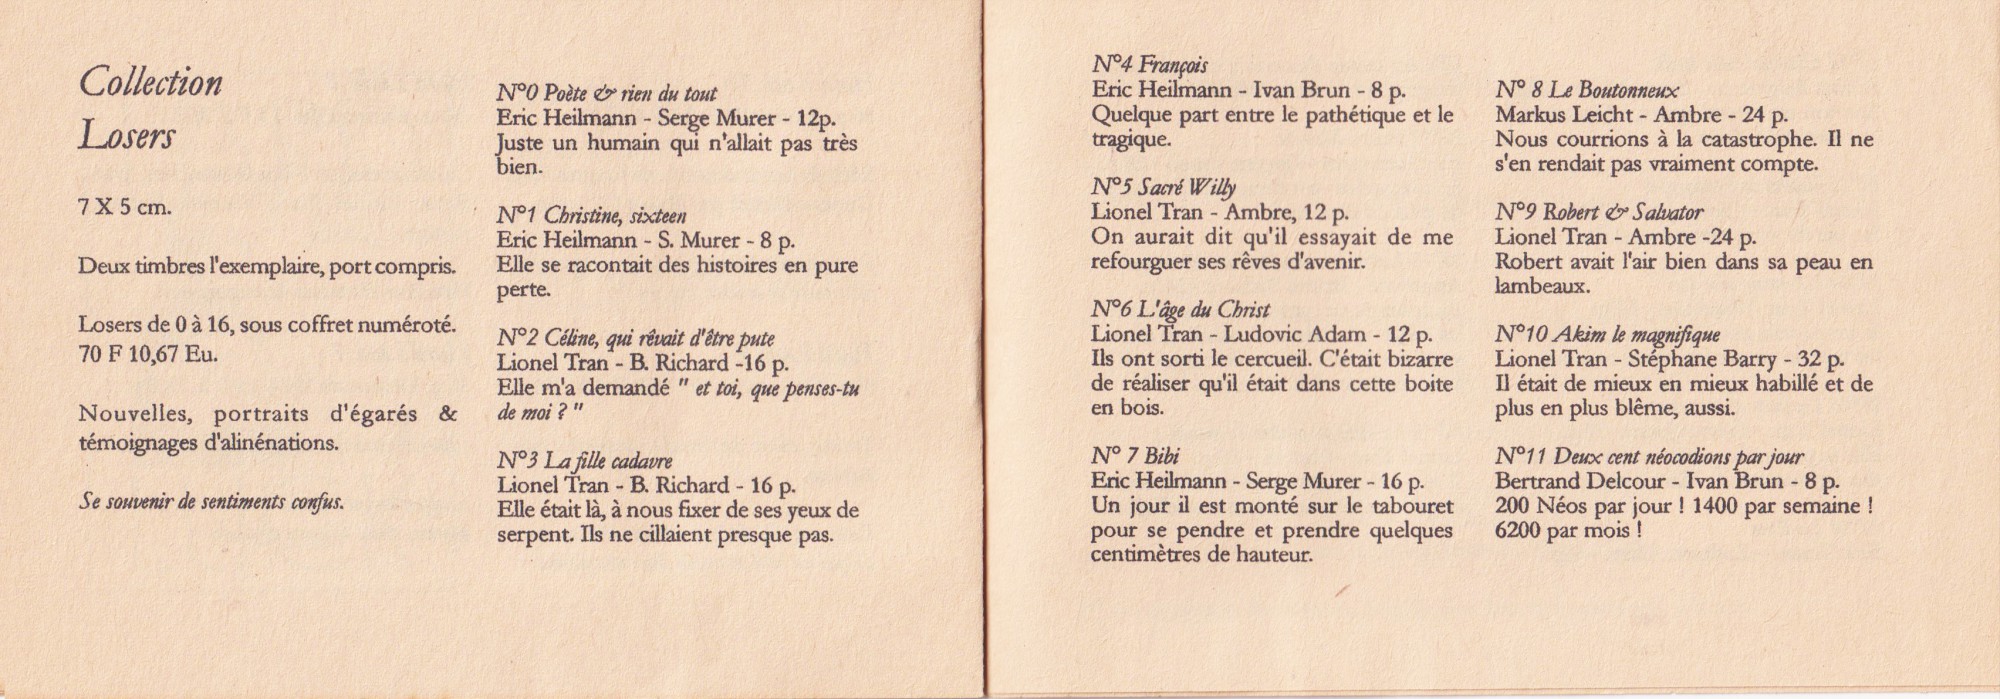 Collection
Losers
7 X 5 cm.
Deux timbres l'exemplaire, port compris.
Losers de 0 à 16, sous coffret numéroté.
70 F 10,67 Eu.
Nouvelles, portraits d'égarés &
témoignages d'alinénations.
Se souvenir de sentiments confus.
N°0 Poète & rien du tout
Eric Heilmann - Serge Murer - 12p.
Juste un humain qui n'allait pas très
bien.
N°1 Christine, sixteen
Eric Heilmann - S. Murer - 8 p.
Elle se racontait des histoires en pure
perte.
N°2 Céline, qui rêvait d'être pute
Lionel Tran - B. Richard -16 p.
Elle m'a demandé " et toi, que penses-tu
de moi ? "
N°3 La fille cadavre
Lionel Tran - B. Richard - 16 p.
Elle était là, à nous fixer de ses yeux de
serpent. Ils ne cillaient presque pas.
N°4 François
Eric Heilmann - Ivan Brun - 8 p.
Quelque part entre le pathétique et le
tragique.
N°5 Sacré Willy
Lionel Tran - Ambre, 12 p.
On aurait dit qu'il essayait de me
refourguer ses rêves d'avenir.
N°6 L'âge du Christ
Lionel Tran - Ludovic Adam - 12 p.
Ils ont sorti le cercueil. C'était bizarre
de réaliser qu'il était dans cette boite
en bois.
N° 7 Bibi
Eric Heilmann - Serge Murer - 16 p.
Un jour il est monté sur le tabouret
pour se pendre et prendre quelques
centimètres de hauteur.
N° 8 Le Boutonneux
Markus Leicht - Ambre - 24 p.
Nous courrions à la catastrophe. Il ne
s'en rendait pas vraiment compte.
N°9 Robert & Salvator
Lionel Tran - Ambre -24 p.
Robert avait l'air bien dans sa peau en
lambeaux.
N°10 Akim le magnifique
Lionel Tran - Stéphane Barry - 32 p.
Il était de mieux en mieux habillé et de
plus en plus blême, aussi.
N°11 Deux cent néocodions par jour
Bertrand Delcour - Ivan Brun - 8 p.
200 Néos par jour ! 1400 par semaine !
6200 par mois !